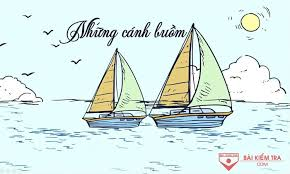 Những cánh buồm
BÀI KIỂM TRA
.COM